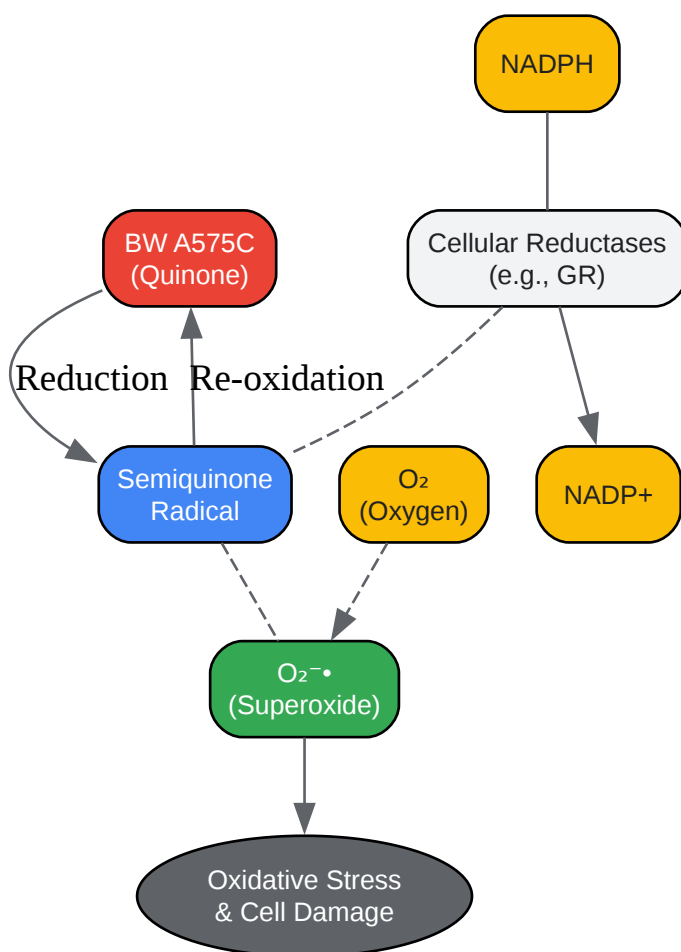 NADPH
BW A575C
(Quinone)
Cellular Reductases
(e.g., GR)
Reduction
Re-oxidation
Semiquinone
Radical
O₂
(Oxygen)
NADP+
O₂⁻•
(Superoxide)
Oxidative Stress
& Cell Damage